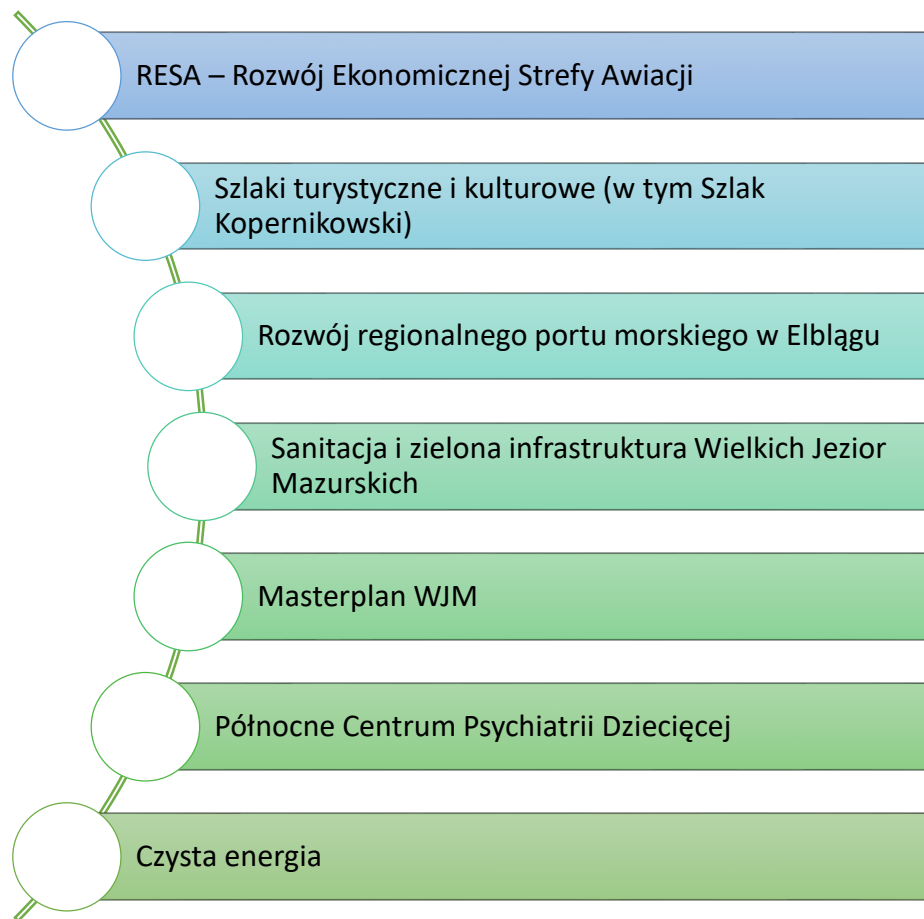 RESA – Rozwój Ekonomicznej Strefy Awiacji
Szlaki turystyczne i kulturowe (w tym Szlak
Kopernikowski)
Rozwój regionalnego portu morskiego w Elblągu
Sanitacja i zielona infrastruktura Wielkich Jezior
Mazurskich
Masterplan WJM
Północne Centrum Psychiatrii Dziecięcej
Czysta energia